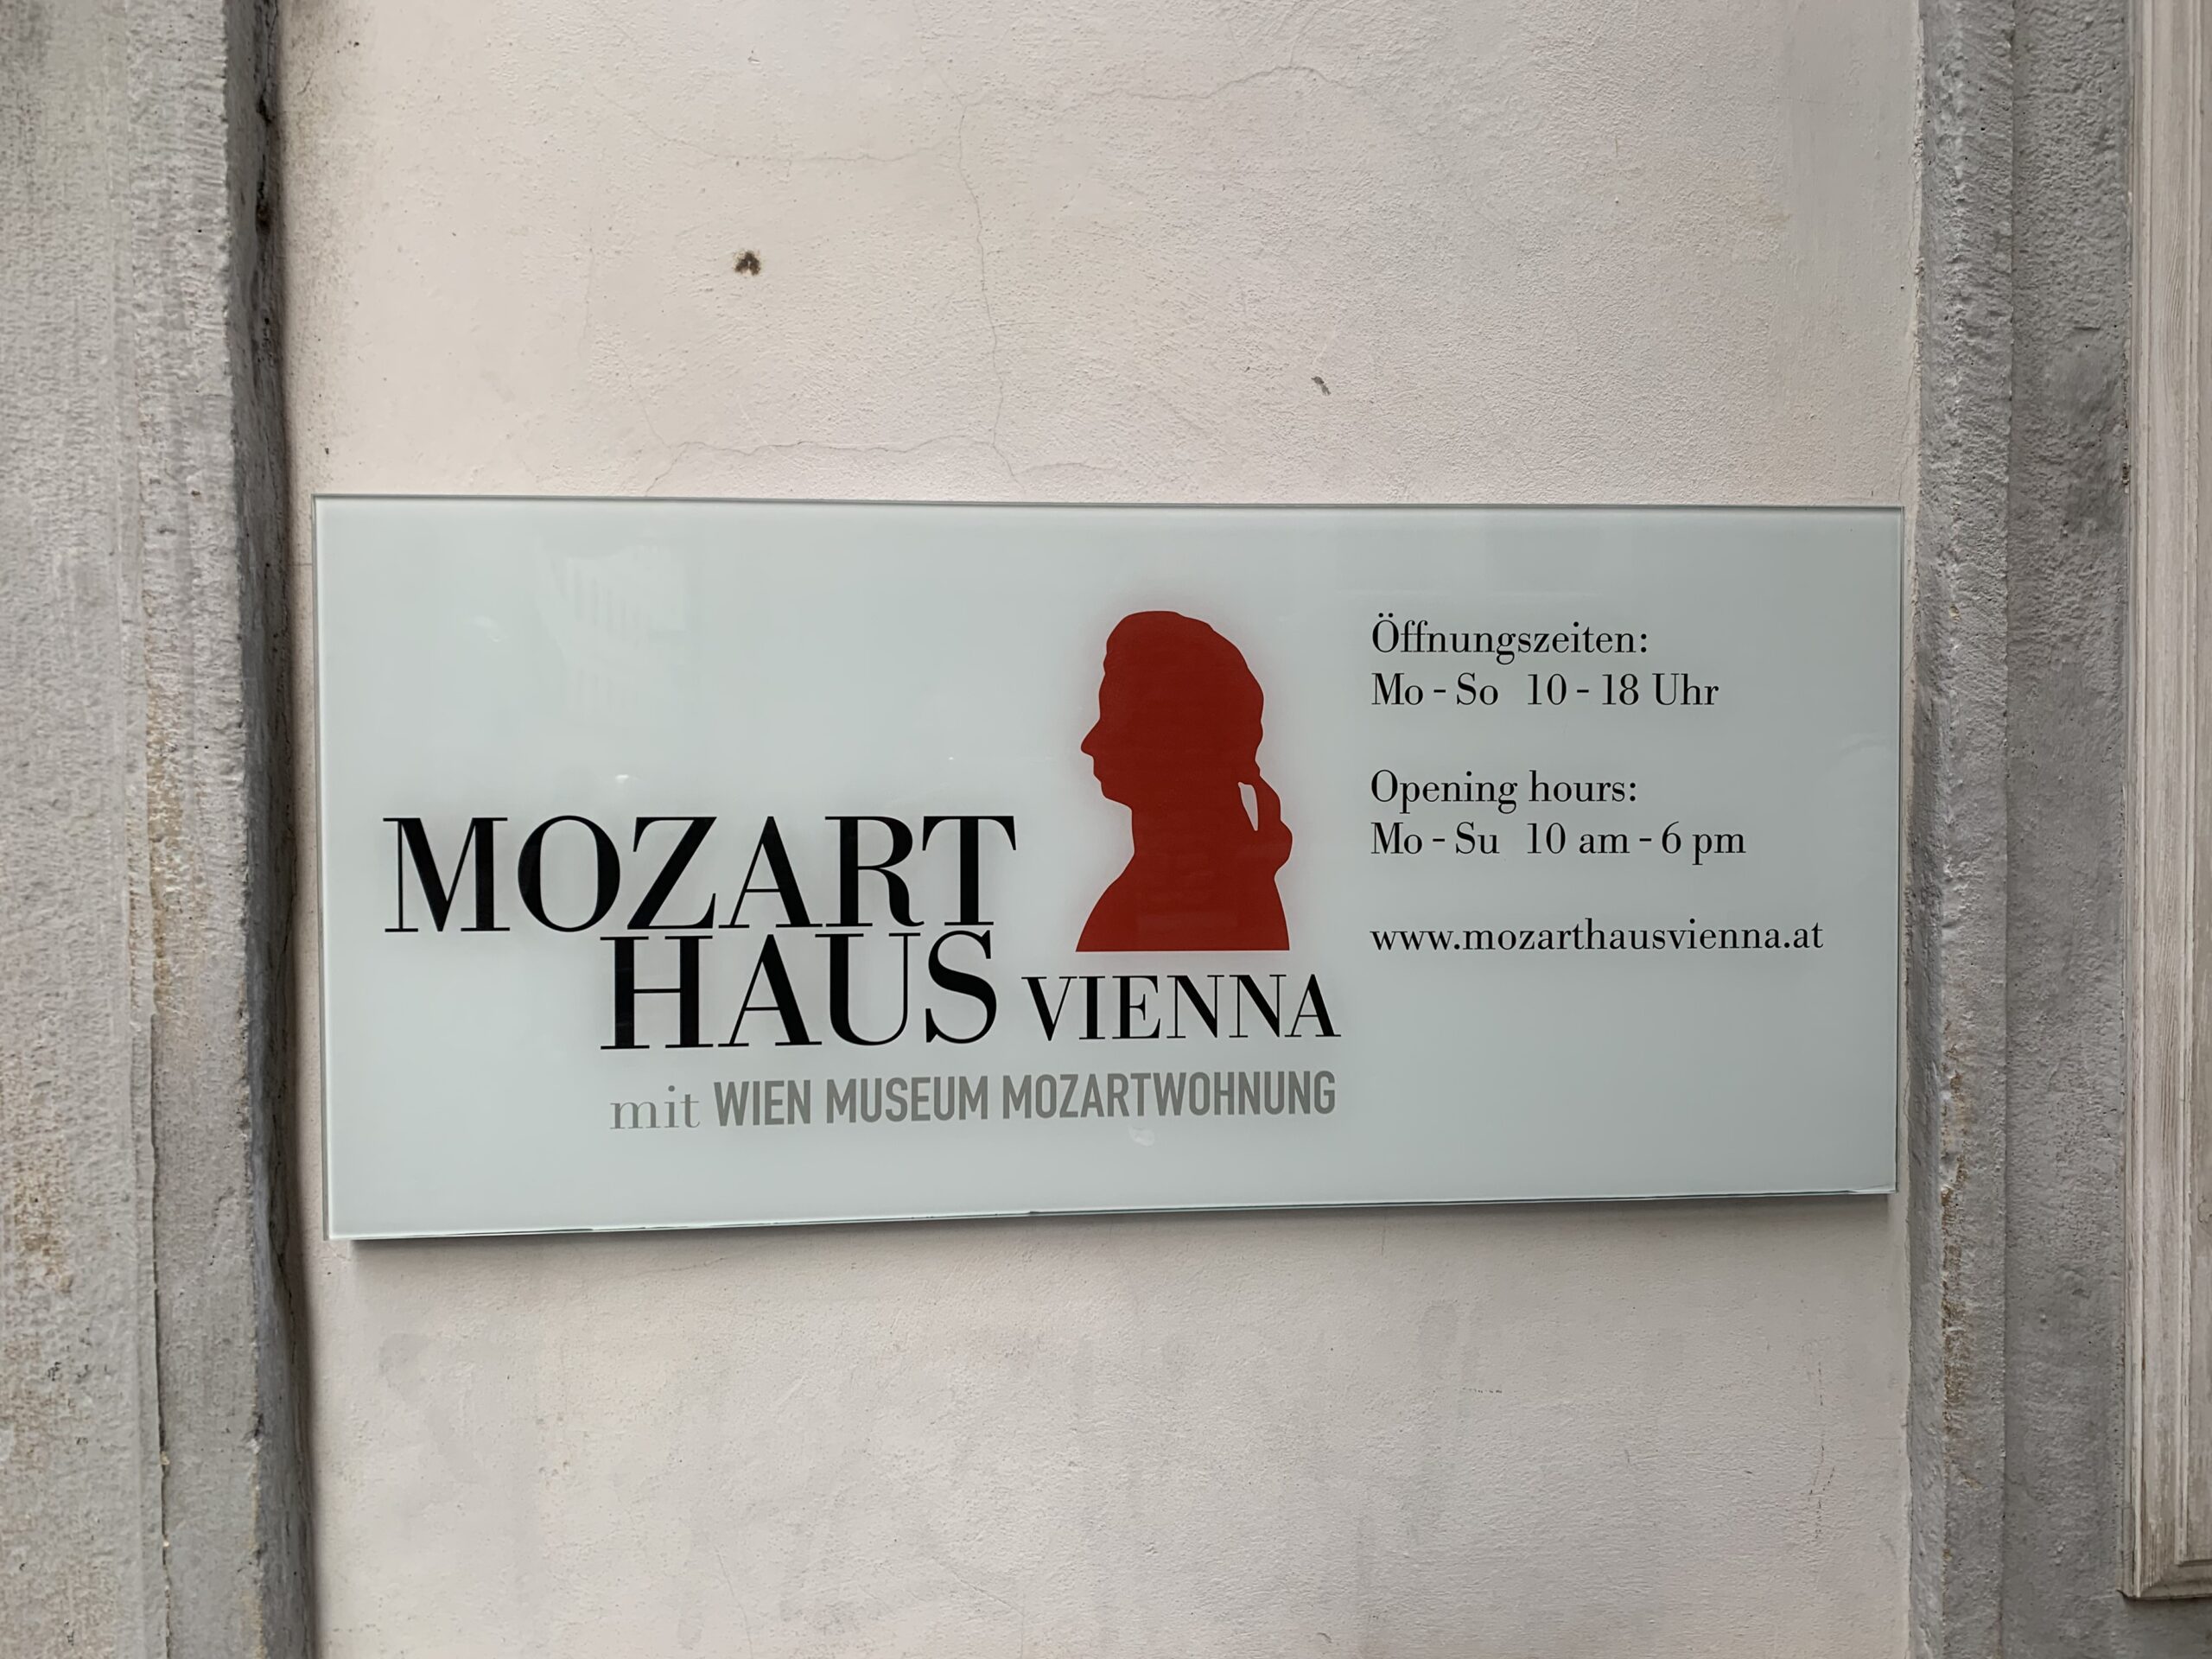 MOZART
HAUS VIENNA
mit WIEN MUSEUM MOZARTWOHNUNG
Öffnungszeiten:
Mo - So 10 - 18 Uhr
Opening hours:
Mo - Su 10 am - 6 pm
www.mozarthausvienna.at